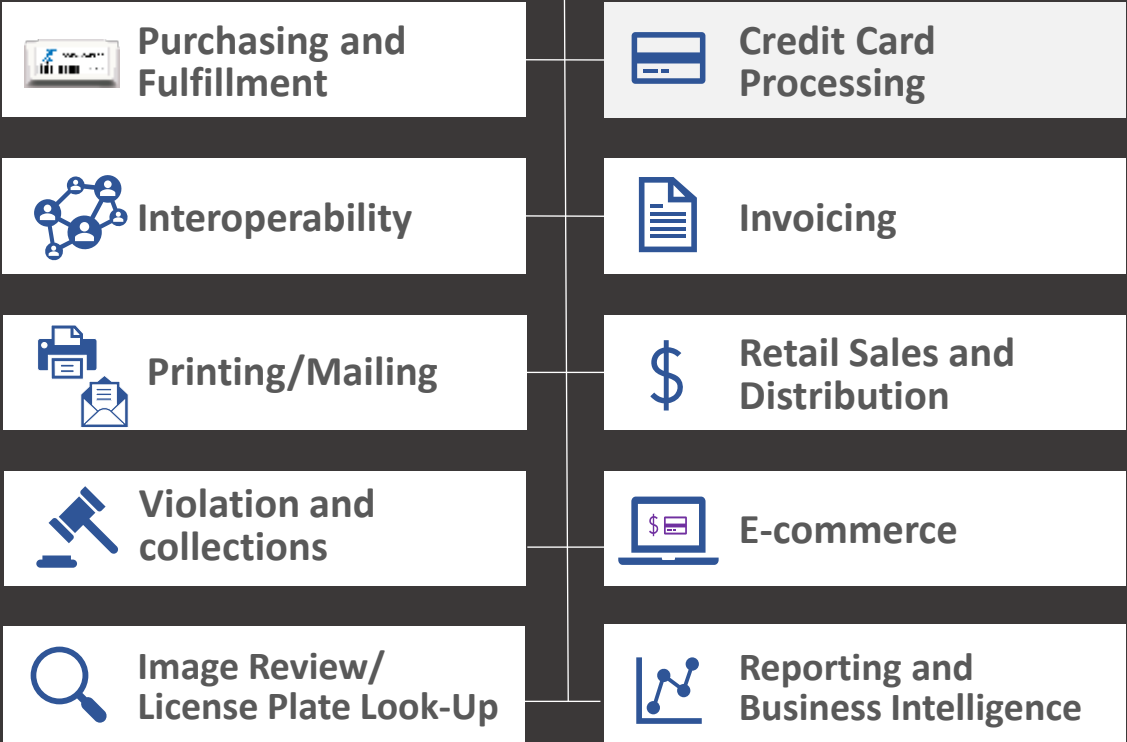 Purchasing and
Fulfillment
Credit Card
Processing
Interoperability
Invoicing
Printing/Mailing
Retail Sales and
Distribution
Violation and
collections
$
E-commerce
Image Review/
License Plate Look-Up
Reporting and
Business Intelligence